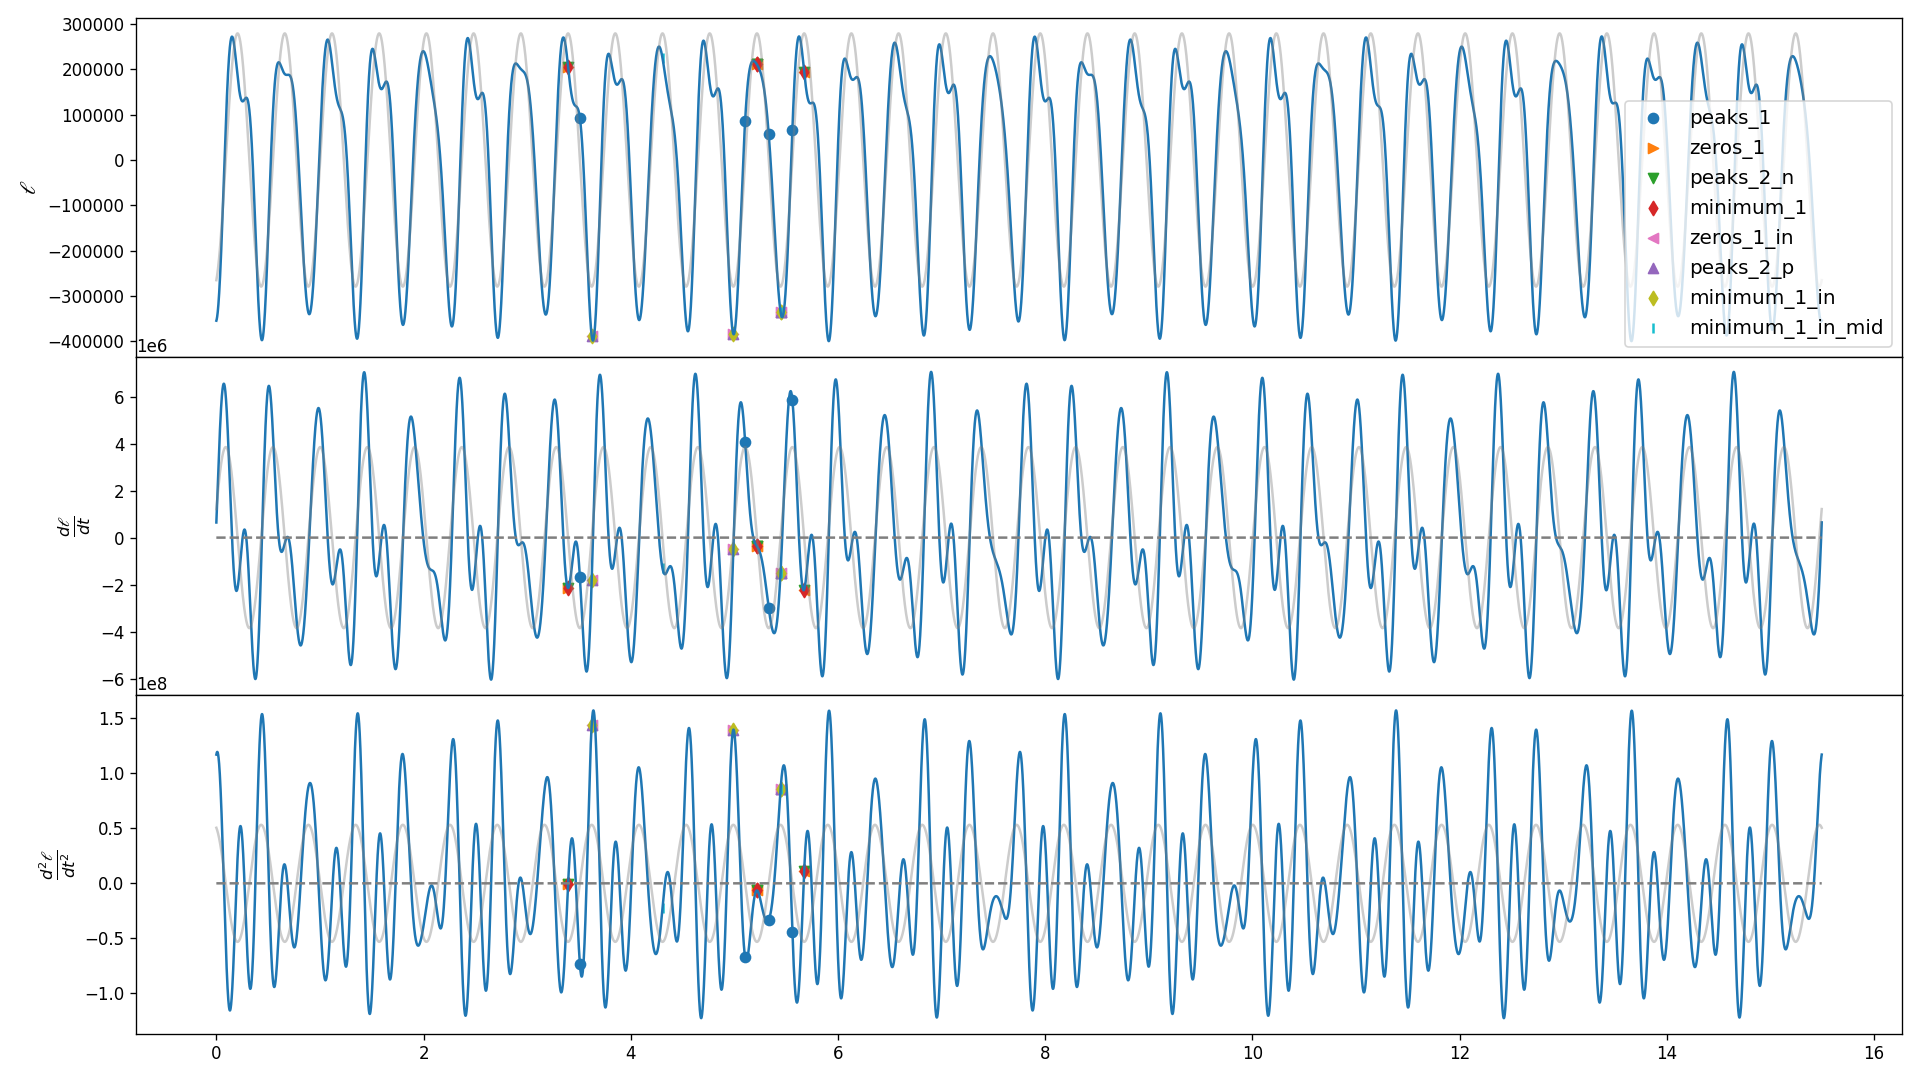 300000
200000
100000
0
−100000
−200000
−300000
−400000
ℓ
peaks_1
zeros_1
peaks_2_n
minimum_1
zeros_1_in
peaks_2_p
minimum_1_in
minimum_1_in_mid
1e6
6
4
2
0
−2
−4
−6
dℓ
dt
1e8
1.5
1.0
0.5
0.0
−0.5
−1.0
d²ℓ
dt²
0 2 4 6 8 10 12 14 16